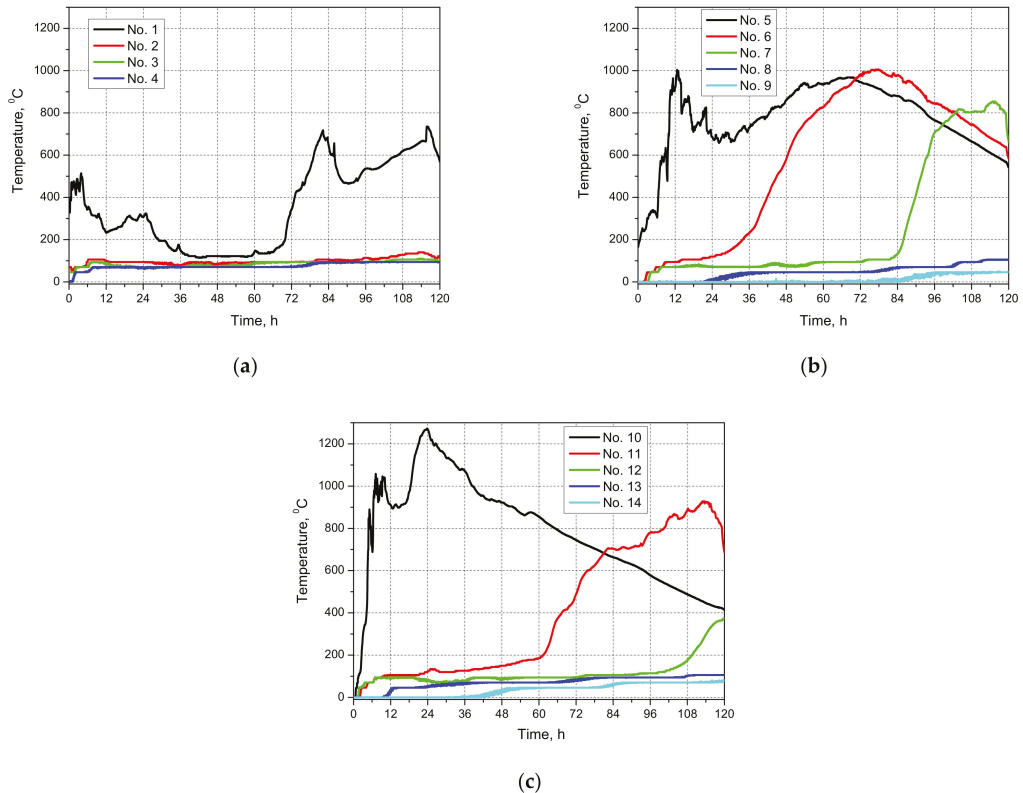 1300
1200
1000
800
600
400
200
0
Temperature, ⁰C
No. 1
No. 2
No. 3
No. 4
0 12 24 36 48 60 72 84 96 108 120
Time, h
(a)
1200
1000
800
600
400
200
0
Temperature, ⁰C
No. 5
No. 6
No. 7
No. 8
No. 9
0 12 24 36 48 60 72 84 96 108 120
Time, h
(b)
1200
1000
800
600
400
200
0
Temperature, ⁰C
No. 10
No. 11
No. 12
No. 13
No. 14
0 12 24 36 48 60 72 84 96 108 120
Time, h
(c)